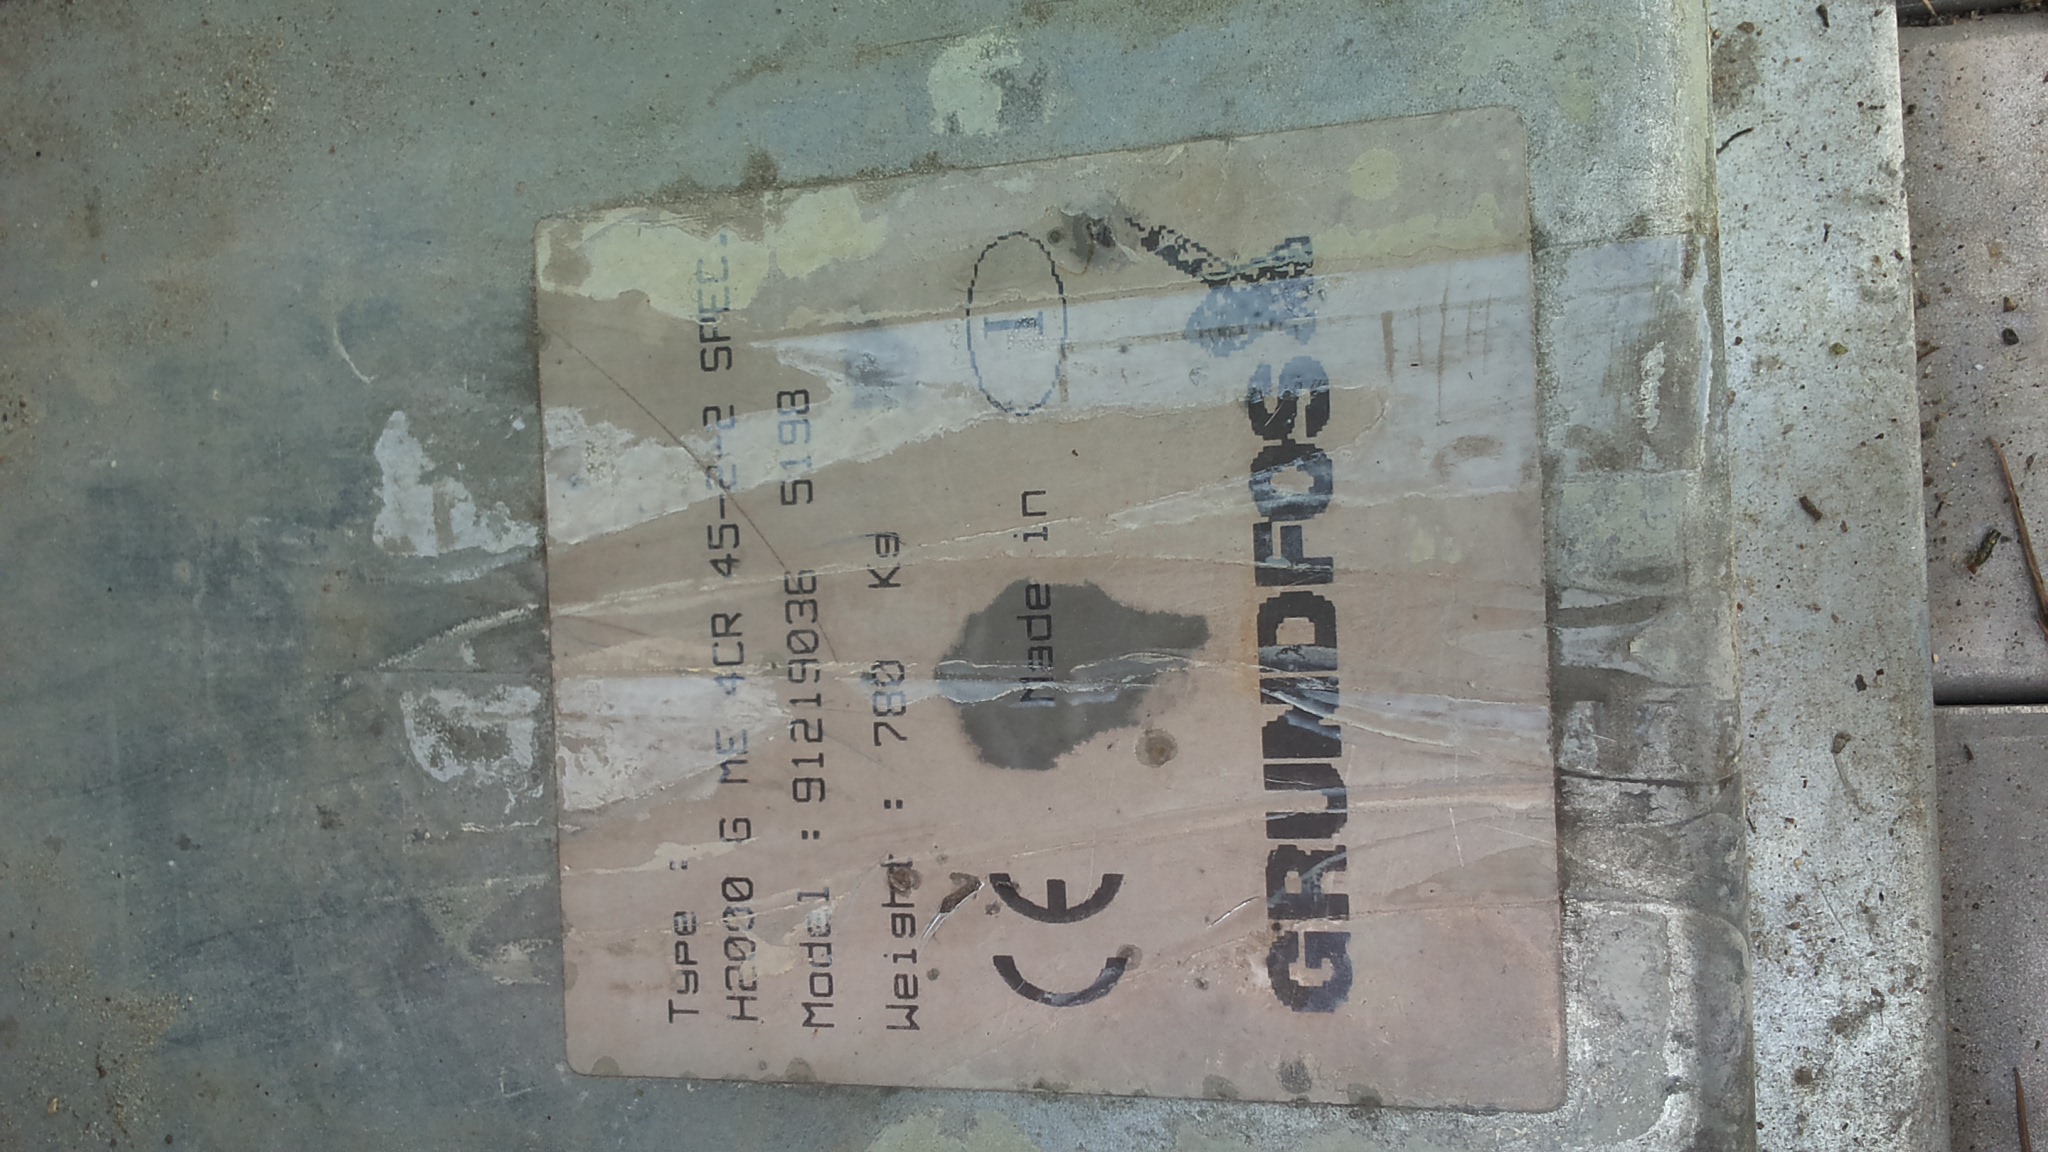 Type :
H2000 G ME 4CR 45-2-2 SPEC.
Model : 91219036 5198
Weight : 780 Kg
CE Made in I
GRUNDFOS